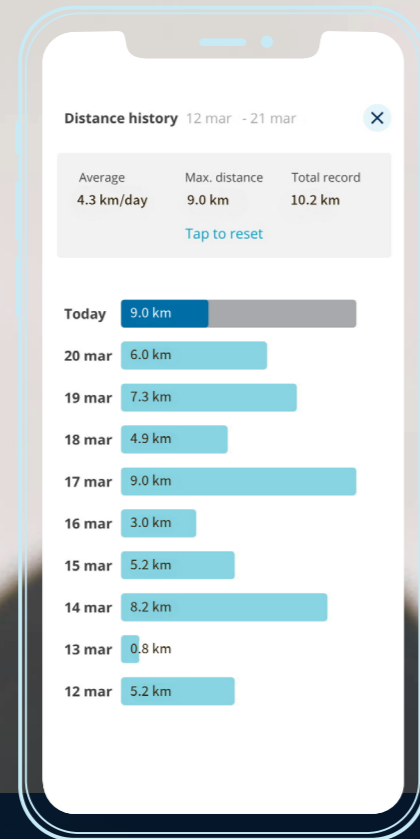 Distance history 12 mar - 21 mar
Average Max. distance Total record
4.3 km/day 9.0 km 10.2 km
Tap to reset
Today 9.0 km
20 mar 6.0 km
19 mar 7.3 km
18 mar 4.9 km
17 mar 9.0 km
16 mar 3.0 km
15 mar 5.2 km
14 mar 8.2 km
13 mar 0.8 km
12 mar 5.2 km